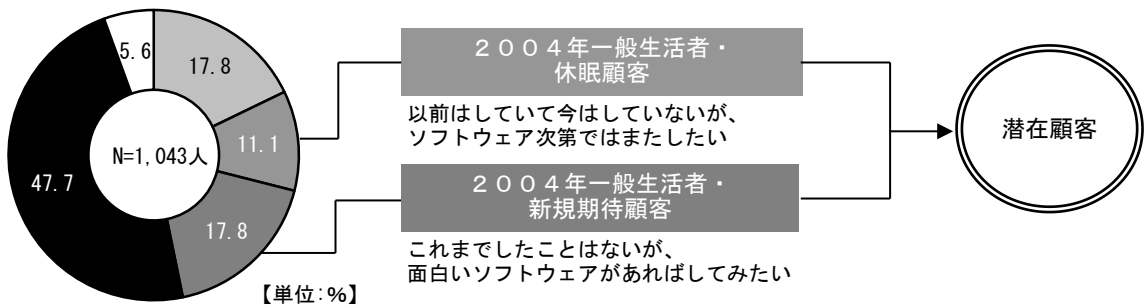 5.6
17.8
11.1
17.8
47.7
N=1,043人
【単位:%】
２００４年一般生活者・
休眠顧客
以前はしていて今はしていないが、
ソフトウェア次第ではまたしたい
２００４年一般生活者・
新規期待顧客
これまでしたことはないが、
面白いソフトウェアがあればしてみたい
潜在顧客